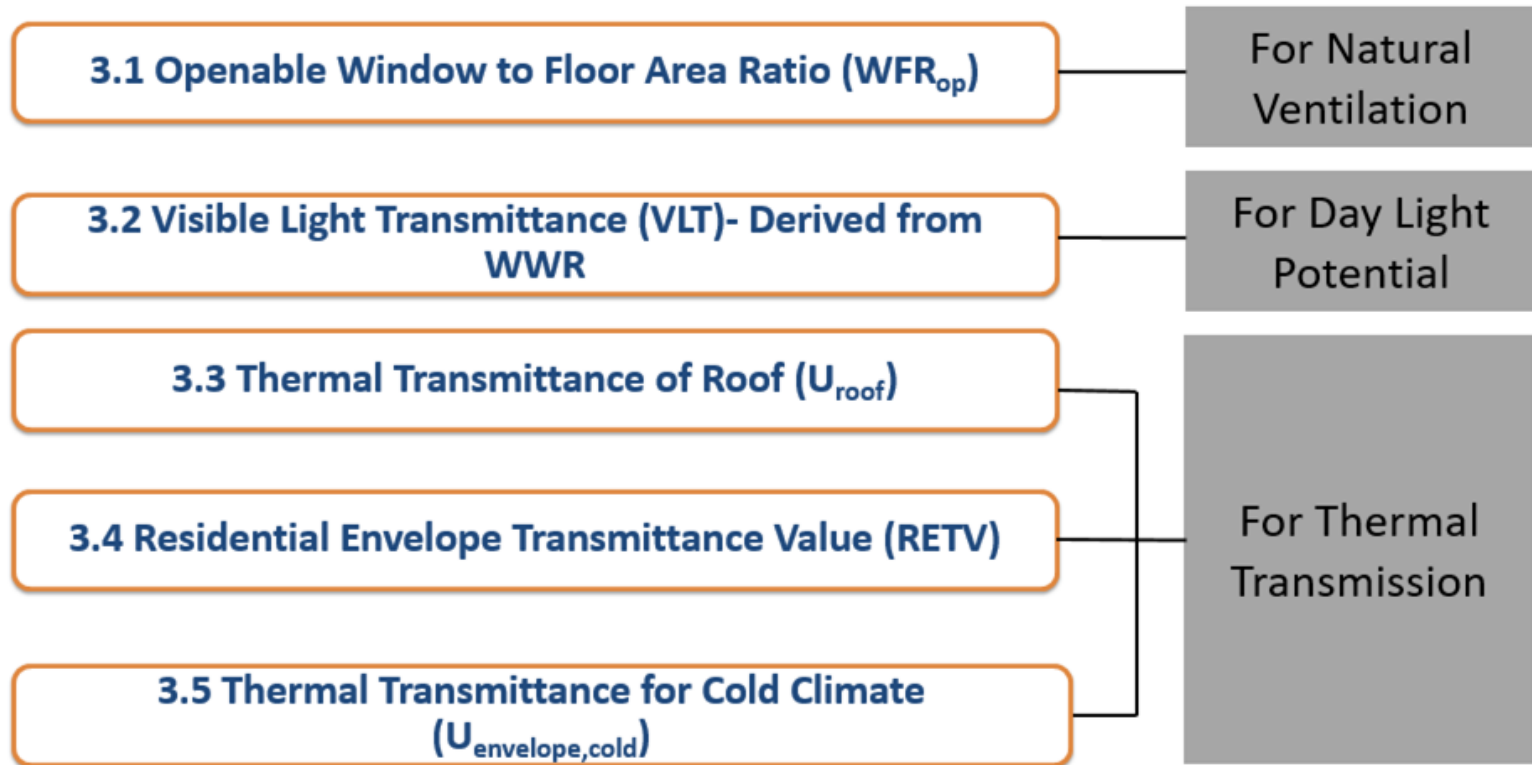 3.1 Openable Window to Floor Area Ratio (WFRop)
For Natural
Ventilation
3.2 Visible Light Transmittance (VLT)- Derived from
WWR
For Day Light
Potential
3.3 Thermal Transmittance of Roof (Uroof)
3.4 Residential Envelope Transmittance Value (RETV)
3.5 Thermal Transmittance for Cold Climate
(Uenvelope,cold)
For Thermal
Transmission